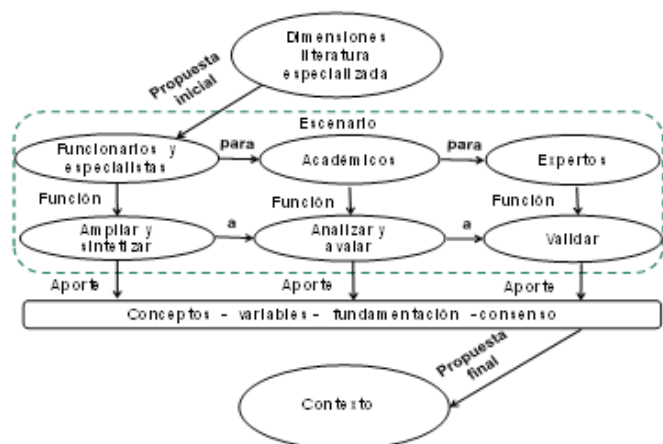 Dimensiones
literatura
especializada
Propuesta
inicial
Escenario
Funcionarios y
especialistas
para
Académicos
para
Expertos
Función
Función
Función
Ampliar y
sintetizar
a
Analizar y
avalar
a
Validar
Aporte
Aporte
Aporte
Conceptos - variables - fundamentación -consenso
Propuesta
final
Contexto